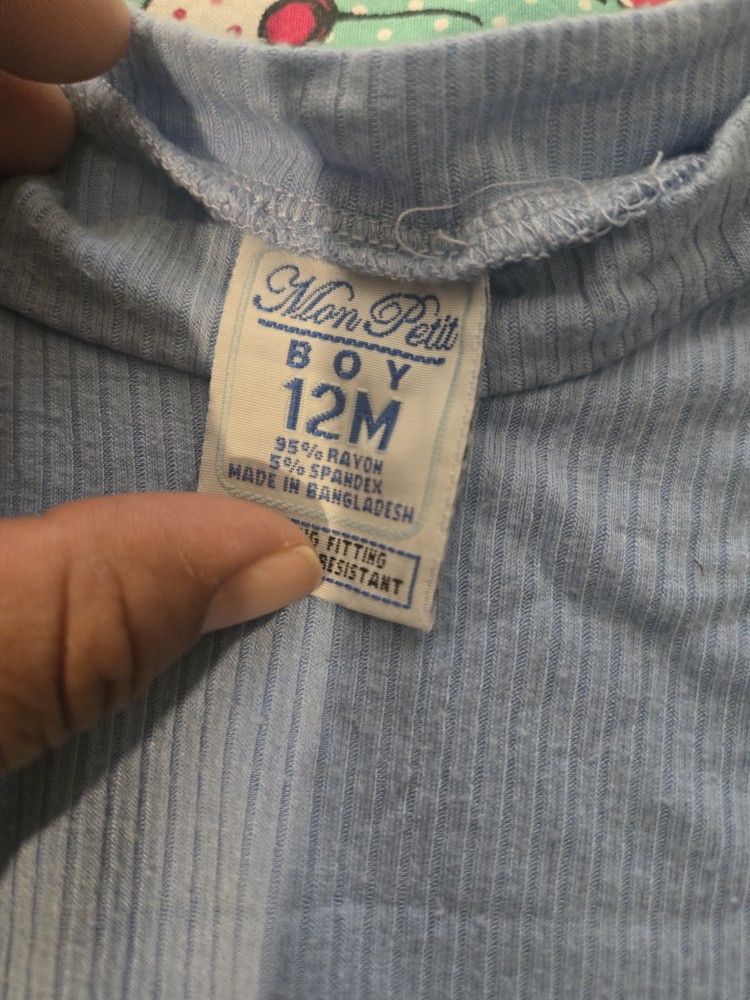 Mon Petit
BOY
12M
95% RAYON
5% SPANDEX
MADE IN BANGLADESH
FITTING
RESISTANT